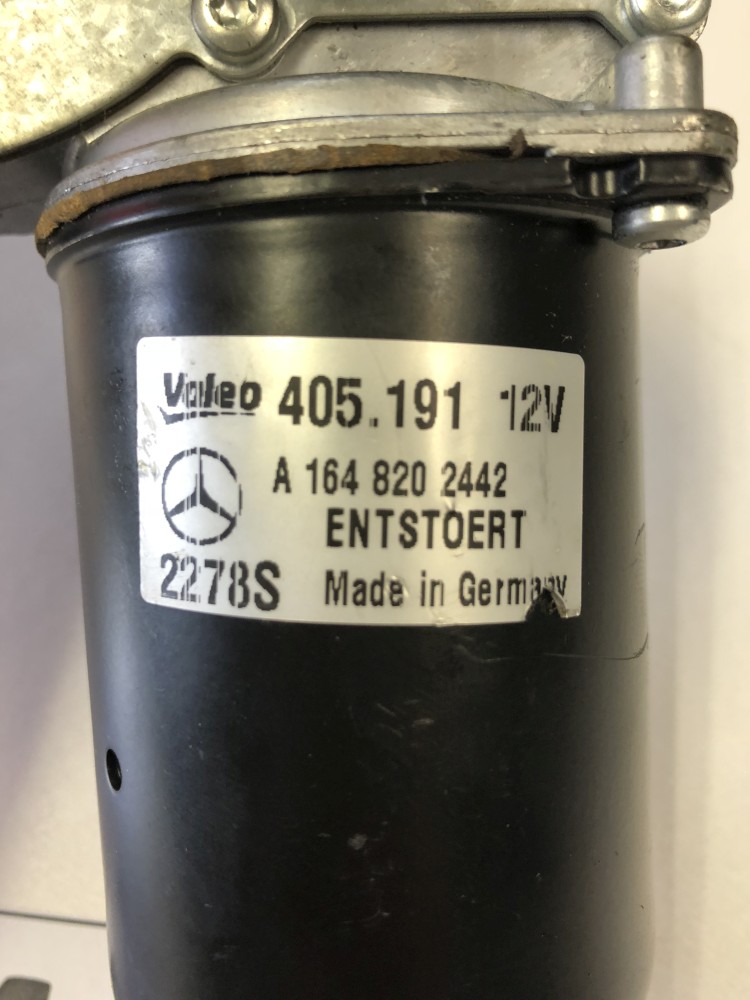 Valeo 405.191 12V
A 164 820 2442
ENTSTOERT
2278S Made in Germany